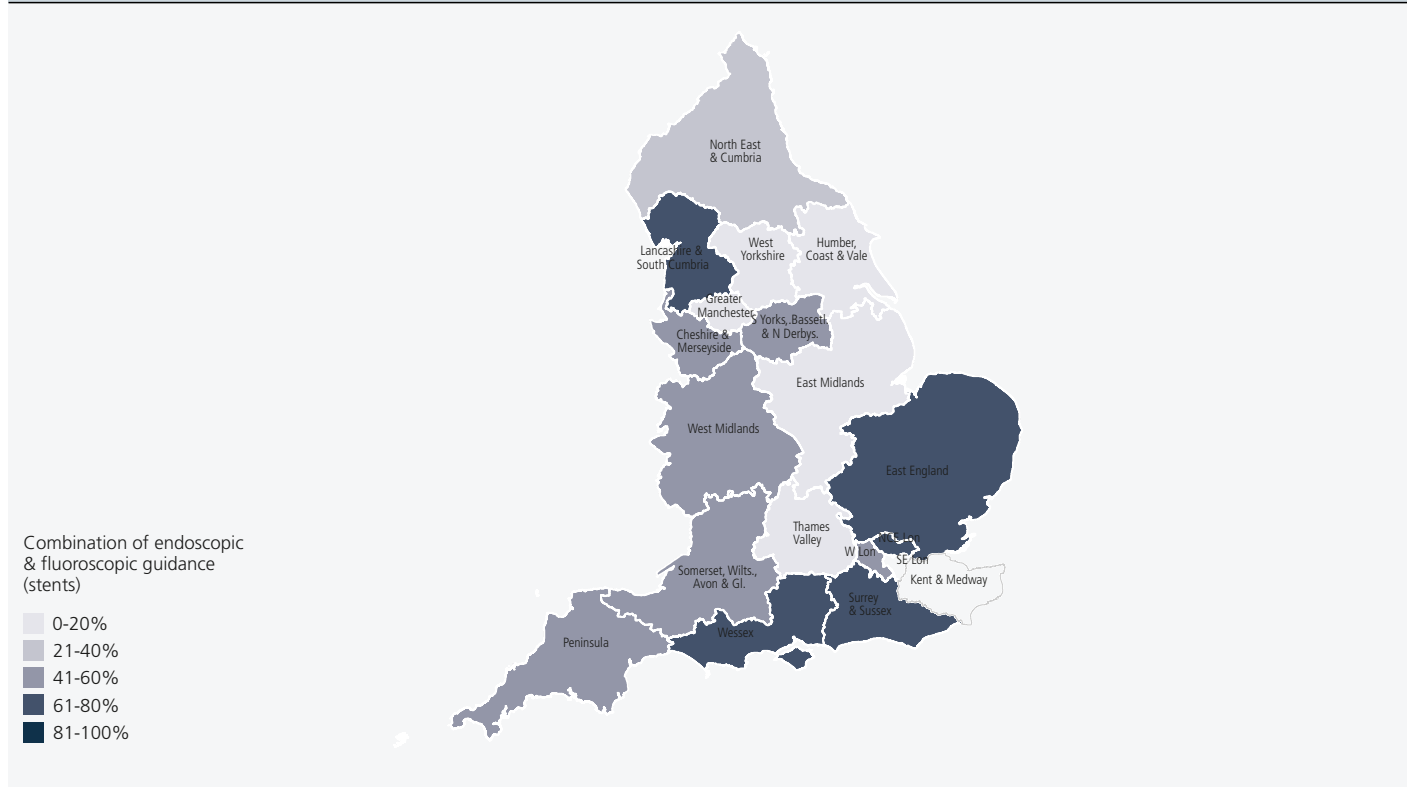 North East
& Cumbria
West
Yorkshire
Humber,
Coast & Vale
Lancashire &
South Cumbria
Greater
Manchester
S Yorks,.Bassetl.
& N Derbys.
Cheshire &
Merseyside
East Midlands
West Midlands
East England
Thames
Valley
NCE Lon
W Lon
SE Lon
Kent & Medway
Somerset, Wilts.,
Avon & Gl.
Surrey
& Sussex
Wessex
Peninsula
Combination of endoscopic
& fluoroscopic guidance
(stents)
0-20%
21-40%
41-60%
61-80%
81-100%